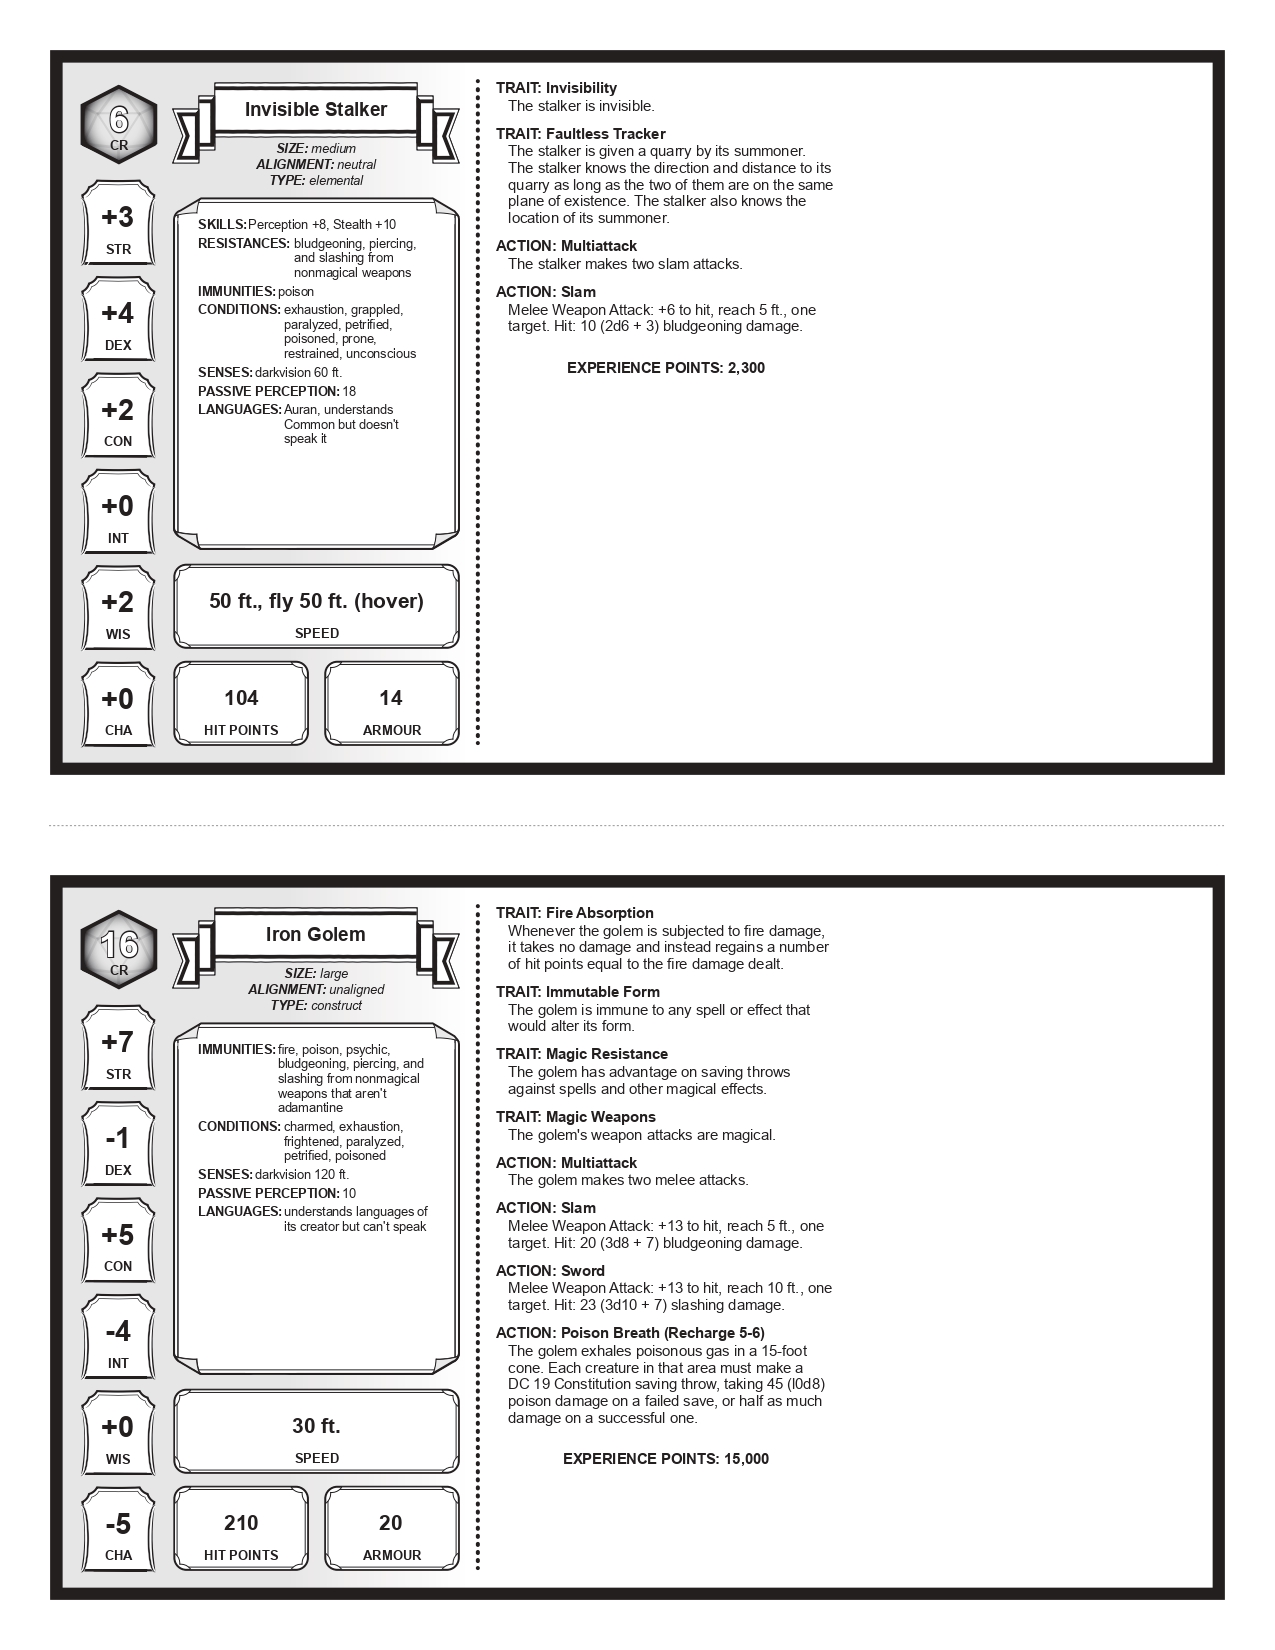 6
CR
Invisible Stalker
SIZE: medium
ALIGNMENT: neutral
TYPE: elemental
+3
STR
+4
DEX
+2
CON
+0
INT
+2
WIS
+0
CHA
SKILLS: Perception +8, Stealth +10
RESISTANCES: bludgeoning, piercing,
and slashing from
nonmagical weapons
IMMUNITIES: poison
CONDITIONS: exhaustion, grappled,
paralyzed, petrified,
poisoned, prone,
restrained, unconscious
SENSES: darkvision 60 ft.
PASSIVE PERCEPTION: 18
LANGUAGES: Auran, understands
Common but doesn't
speak it
50 ft., fly 50 ft. (hover)
SPEED
104
HIT POINTS
14
ARMOUR
TRAIT: Invisibility
The stalker is invisible.
TRAIT: Faultless Tracker
The stalker is given a quarry by its summoner.
The stalker knows the direction and distance to its
quarry as long as the two of them are on the same
plane of existence. The stalker also knows the
location of its summoner.
ACTION: Multiattack
The stalker makes two slam attacks.
ACTION: Slam
Melee Weapon Attack: +6 to hit, reach 5 ft., one
target. Hit: 10 (2d6 + 3) bludgeoning damage.
EXPERIENCE POINTS: 2,300
16
CR
Iron Golem
SIZE: large
ALIGNMENT: unaligned
TYPE: construct
+7
STR
-1
DEX
+5
CON
-4
INT
+0
WIS
-5
CHA
IMMUNITIES: fire, poison, psychic,
bludgeoning, piercing, and
slashing from nonmagical
weapons that aren't
adamantine
CONDITIONS: charmed, exhaustion,
frightened, paralyzed,
petrified, poisoned
SENSES: darkvision 120 ft.
PASSIVE PERCEPTION: 10
LANGUAGES: understands languages of
its creator but can't speak
30 ft.
SPEED
210
HIT POINTS
20
ARMOUR
TRAIT: Fire Absorption
Whenever the golem is subjected to fire damage,
it takes no damage and instead regains a number
of hit points equal to the fire damage dealt.
TRAIT: Immutable Form
The golem is immune to any spell or effect that
would alter its form.
TRAIT: Magic Resistance
The golem has advantage on saving throws
against spells and other magical effects.
TRAIT: Magic Weapons
The golem's weapon attacks are magical.
ACTION: Multiattack
The golem makes two melee attacks.
ACTION: Slam
Melee Weapon Attack: +13 to hit, reach 5 ft., one
target. Hit: 20 (3d8 + 7) bludgeoning damage.
ACTION: Sword
Melee Weapon Attack: +13 to hit, reach 10 ft., one
target. Hit: 23 (3d10 + 7) slashing damage.
ACTION: Poison Breath (Recharge 5-6)
The golem exhales poisonous gas in a 15-foot
cone. Each creature in that area must make a
DC 19 Constitution saving throw, taking 45 (l0d8)
poison damage on a failed save, or half as much
damage on a successful one.
EXPERIENCE POINTS: 15,000